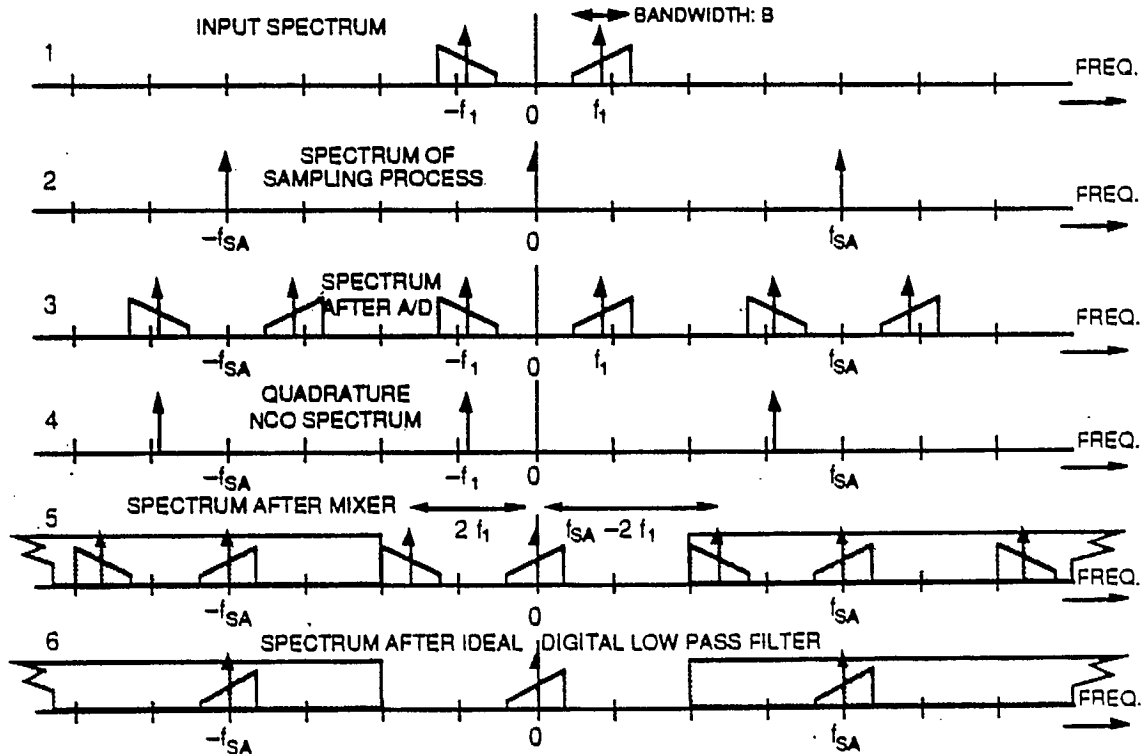 INPUT SPECTRUM
BANDWIDTH: B
1
FREQ.
–f1
0
f1
2
SPECTRUM OF
SAMPLING PROCESS
FREQ.
–fSA
0
fSA
3
SPECTRUM
AFTER A/D
FREQ.
–fSA
–f1
0
f1
fSA
4
QUADRATURE
NCO SPECTRUM
FREQ.
–fSA
–f1
0
fSA
5
SPECTRUM AFTER MIXER
2 f1
fSA –2 f1
FREQ.
–fSA
0
fSA
6
SPECTRUM AFTER IDEAL DIGITAL LOW PASS FILTER
FREQ.
–fSA
0
fSA